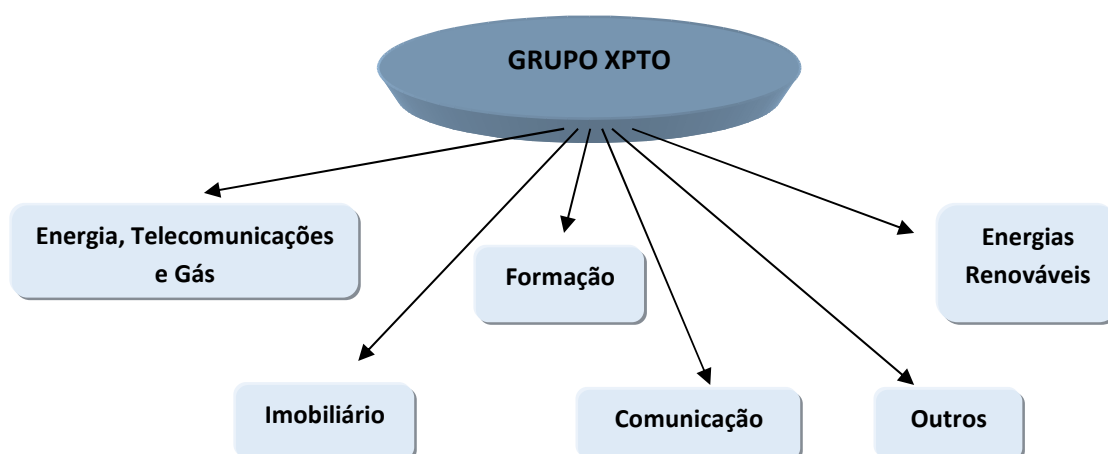 GRUPO XPTO
Energia, Telecomunicações
e Gás
Formação
Energias
Renováveis
Imobiliário
Comunicação
Outros